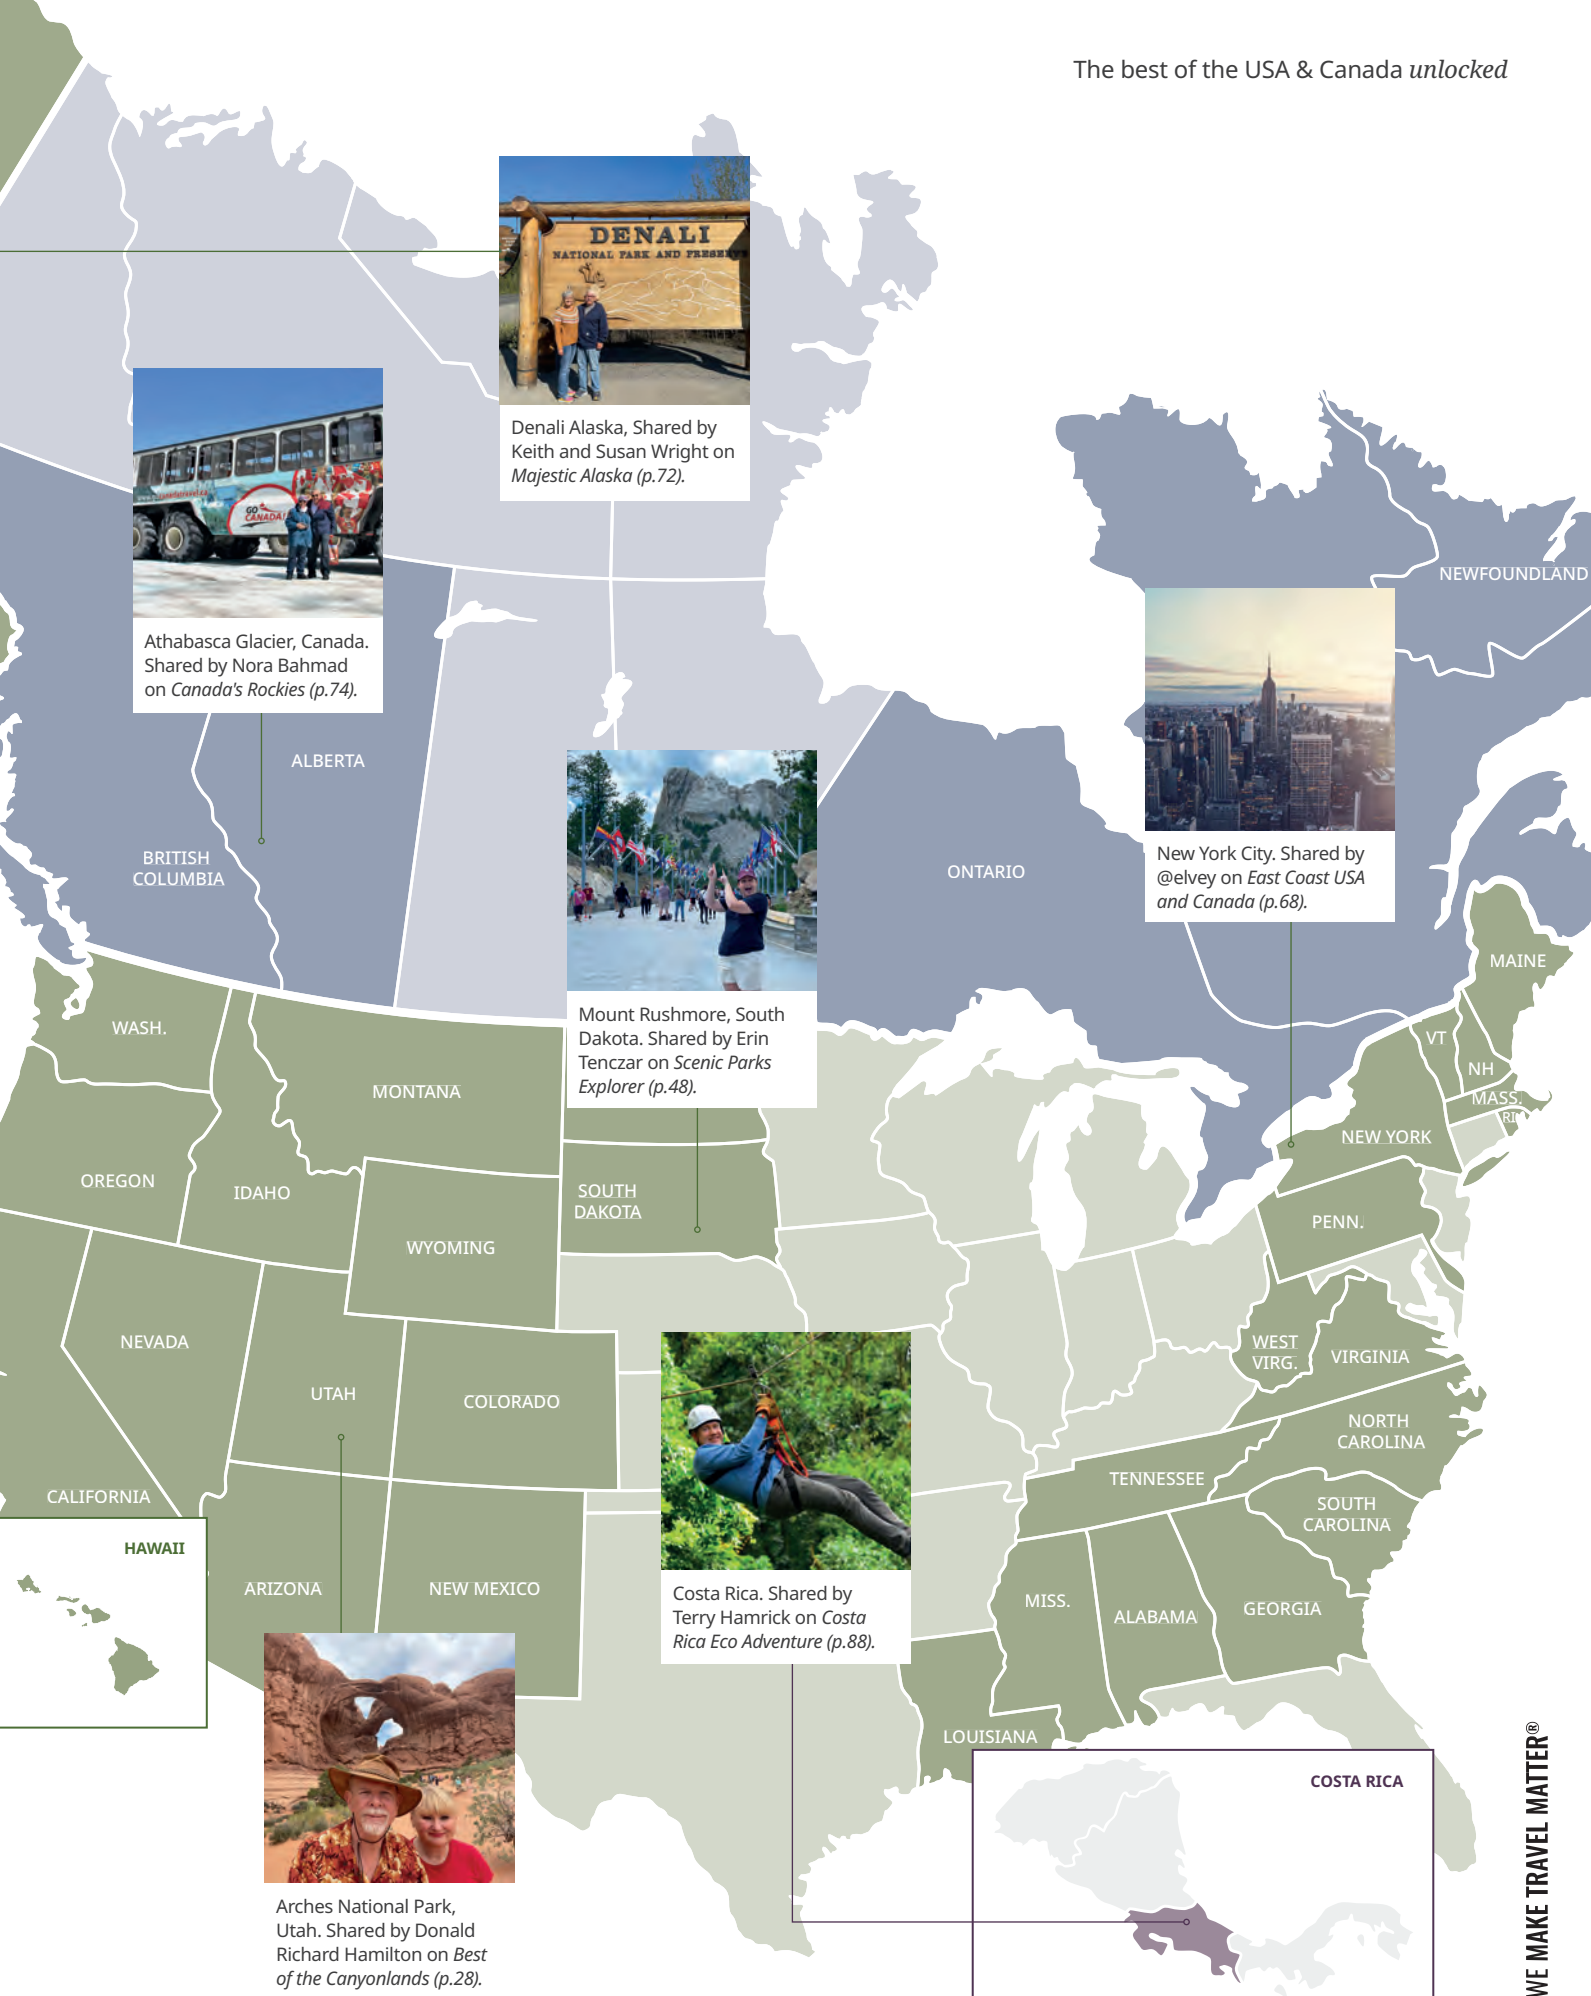 The best of the USA & Canada unlocked
DENALI
NATIONAL PARK AND PRESERVE
Denali Alaska, Shared by
Keith and Susan Wright on
Majestic Alaska (p.72).
GO
CANADA!
Athabasca Glacier, Canada.
Shared by Nora Bahmad
on Canada's Rockies (p.74).
NEWFOUNDLAND
ALBERTA
BRITISH
COLUMBIA
ONTARIO
New York City. Shared by
@elvey on East Coast USA
and Canada (p.68).
Mount Rushmore, South
Dakota. Shared by Erin
Tenczar on Scenic Parks
Explorer (p.48).
MAINE
WASH.
VT
NH
MASS.
RI
MONTANA
NEW YORK
OREGON
IDAHO
SOUTH
DAKOTA
PENN.
WYOMING
NEVADA
WEST
VIRG.
VIRGINIA
UTAH
COLORADO
NORTH
CAROLINA
TENNESSEE
CALIFORNIA
SOUTH
CAROLINA
HAWAII
ARIZONA
NEW MEXICO
Costa Rica. Shared by
Terry Hamrick on Costa
Rica Eco Adventure (p.88).
MISS.
ALABAMA
GEORGIA
LOUISIANA
COSTA RICA
Arches National Park,
Utah. Shared by Donald
Richard Hamilton on Best
of the Canyonlands (p.28).
WE MAKE TRAVEL MATTER®